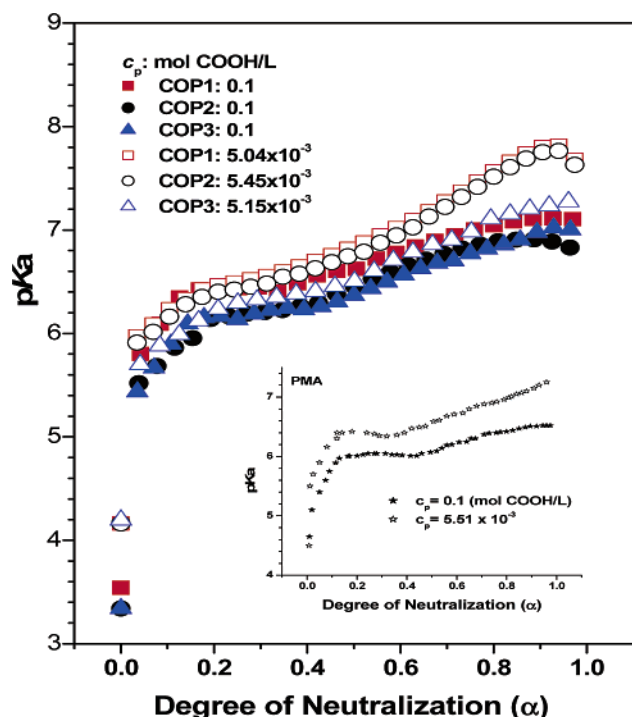 9
8
7
6
5
4
3
pKa
c_p: mol COOH/L
COP1: 0.1
COP2: 0.1
COP3: 0.1
COP1: 5.04x10⁻³
COP2: 5.45x10⁻³
COP3: 5.15x10⁻³
PMA
7
6
5
4
pKa
c_p= 0.1 (mol COOH/L)
c_p= 5.51 x 10⁻³
0.0 0.2 0.4 0.6 0.8 1.0
Degree of Neutralization (α)
0.0 0.2 0.4 0.6 0.8 1.0
Degree of Neutralization (α)